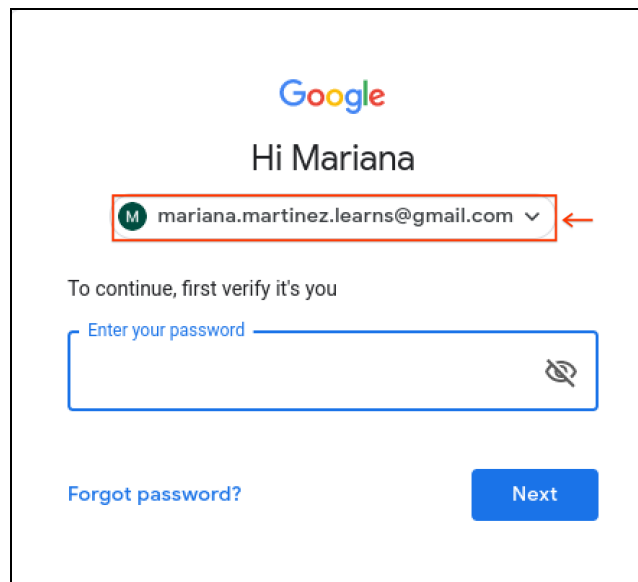 Google
Hi Mariana
M mariana.martinez.learns@gmail.com
To continue, first verify it's you
Enter your password
Forgot password? Next